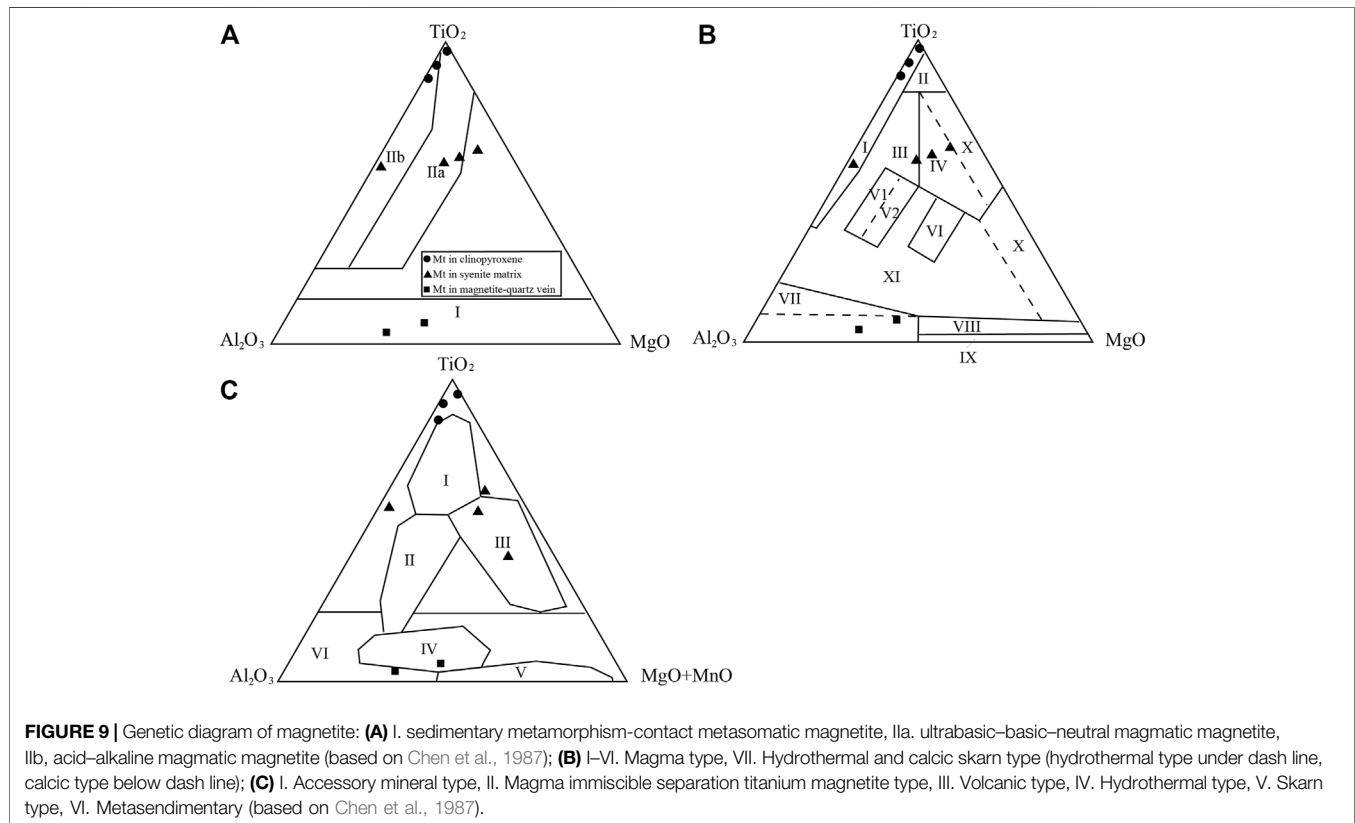 A
TiO₂
IIb
IIa
Mt in clinopyroxene
Mt in syenite matrix
Mt in magnetite-quartz vein
I
Al₂O₃
MgO
B
TiO₂
II
I
III
IV
X
V1
V2
VI
X
XI
VII
VIII
Al₂O₃
MgO
IX
C
TiO₂
I
III
II
VI
IV
V
Al₂O₃
MgO+MnO
FIGURE 9 | Genetic diagram of magnetite: (A) I. sedimentary metamorphism-contact metasomatic magnetite, IIa. ultrabasic–basic–neutral magmatic magnetite,
IIb, acid–alkaline magmatic magnetite (based on Chen et al., 1987); (B) I–VI. Magma type, VII. Hydrothermal and calcic skarn type (hydrothermal type under dash line,
calcic type below dash line); (C) I. Accessory mineral type, II. Magma immiscible separation titanium magnetite type, III. Volcanic type, IV. Hydrothermal type, V. Skarn
type, VI. Metasendimentary (based on Chen et al., 1987).